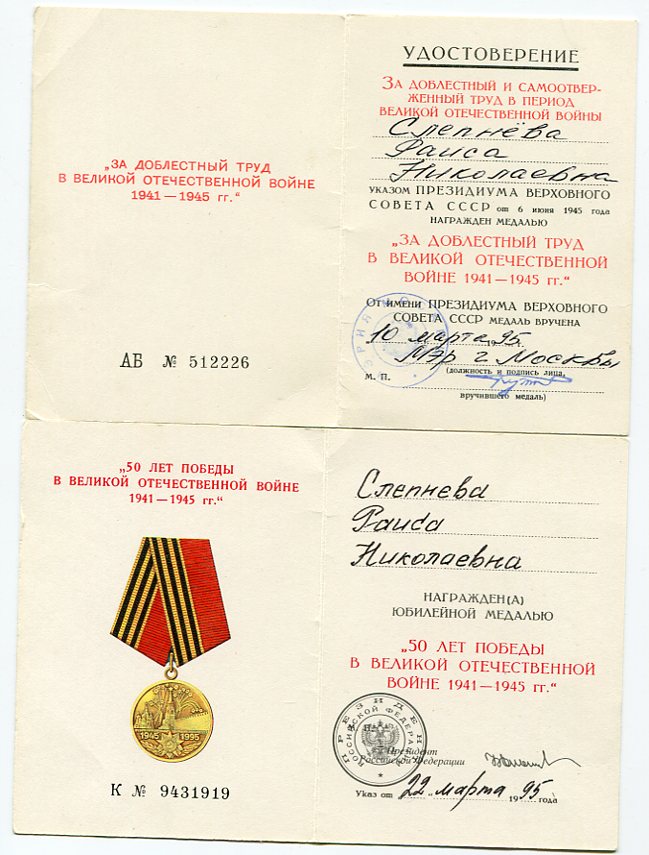 „ЗА ДОБЛЕСТНЫЙ ТРУД
В ВЕЛИКОЙ ОТЕЧЕСТВЕННОЙ ВОЙНЕ
1941—1945 гг.“
АБ № 512226
УДОСТОВЕРЕНИЕ
ЗА ДОБЛЕСТНЫЙ И САМООТВЕР-
ЖЕННЫЙ ТРУД В ПЕРИОД
ВЕЛИКОЙ ОТЕЧЕСТВЕННОЙ ВОЙНЫ
Слепнёва
Раиса
Николаевна
УКАЗОМ ПРЕЗИДИУМА ВЕРХОВНОГО
СОВЕТА СССР от 6 июня 1945 года
НАГРАЖДЕН МЕДАЛЬЮ
„ЗА ДОБЛЕСТНЫЙ ТРУД
В ВЕЛИКОЙ ОТЕЧЕСТВЕННОЙ
ВОЙНЕ 1941—1945 гг.“
От имени ПРЕЗИДИУМА ВЕРХОВНОГО
СОВЕТА СССР МЕДАЛЬ ВРУЧЕНА
10 марта 1995
Мэр г. Москвы
М. П.
(должность и подпись лица,
вручившего медаль)
„50 ЛЕТ ПОБЕДЫ
В ВЕЛИКОЙ ОТЕЧЕСТВЕННОЙ ВОЙНЕ
1941—1945 гг.“
1945 1995
К № 9431919
Слепнева
Раиса
Николаевна
НАГРАЖДЕН(А)
ЮБИЛЕЙНОЙ МЕДАЛЬЮ
„50 ЛЕТ ПОБЕДЫ
В ВЕЛИКОЙ ОТЕЧЕСТВЕННОЙ
ВОЙНЕ 1941—1945 гг.“
ПРЕЗИДЕНТ
РОССИЙСКОЙ ФЕДЕРАЦИИ
Президент
Российской Федерации
Указ от 22 марта 1995 года